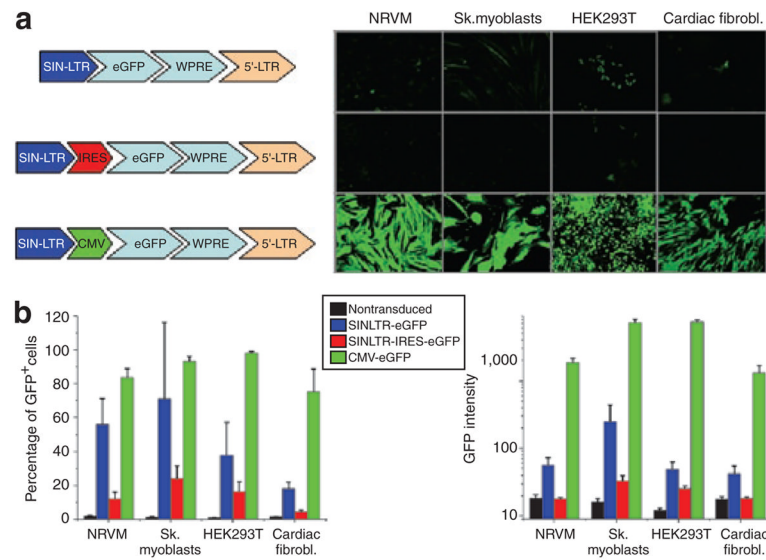 a
NRVM Sk.myoblasts HEK293T Cardiac fibrobl.
SIN-LTR eGFP WPRE 5'-LTR
SIN-LTR IRES eGFP WPRE 5'-LTR
SIN-LTR CMV eGFP WPRE 5'-LTR
b
Percentage of GFP+cells
120
100
80
60
40
20
0
NRVM Sk. myoblasts HEK293T Cardiac fibrobl.
Nontransduced
SINLTR-eGFP
SINLTR-IRES-eGFP
CMV-eGFP
GFP intensity
1,000
100
10
NRVM Sk. myoblasts HEK293T Cardiac fibrobl.